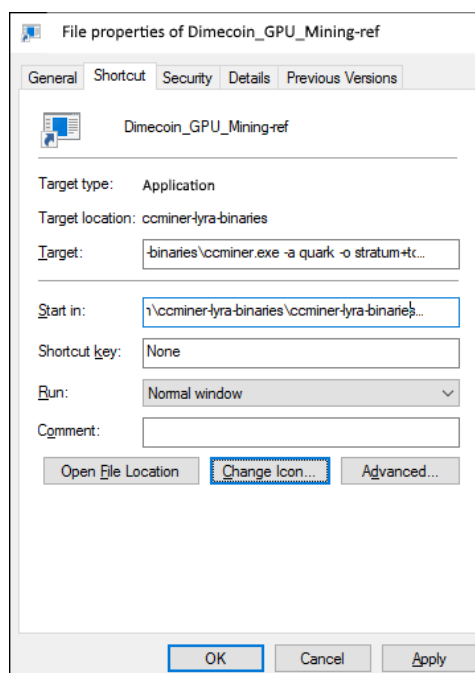 File properties of Dimecoin_GPU_Mining-ref
General Shortcut Security Details Previous Versions
Dimecoin_GPU_Mining-ref
Target type: Application
Target location: ccminer-lyra-binaries
Target: -binaries\ccminer.exe -a quark -o stratum+tc...
Start in: \ccminer-lyra-binaries\ccminer-lyra-binaries...
Shortcut key: None
Run: Normal window
Comment:
Open File Location Change Icon... Advanced...
OK Cancel Apply